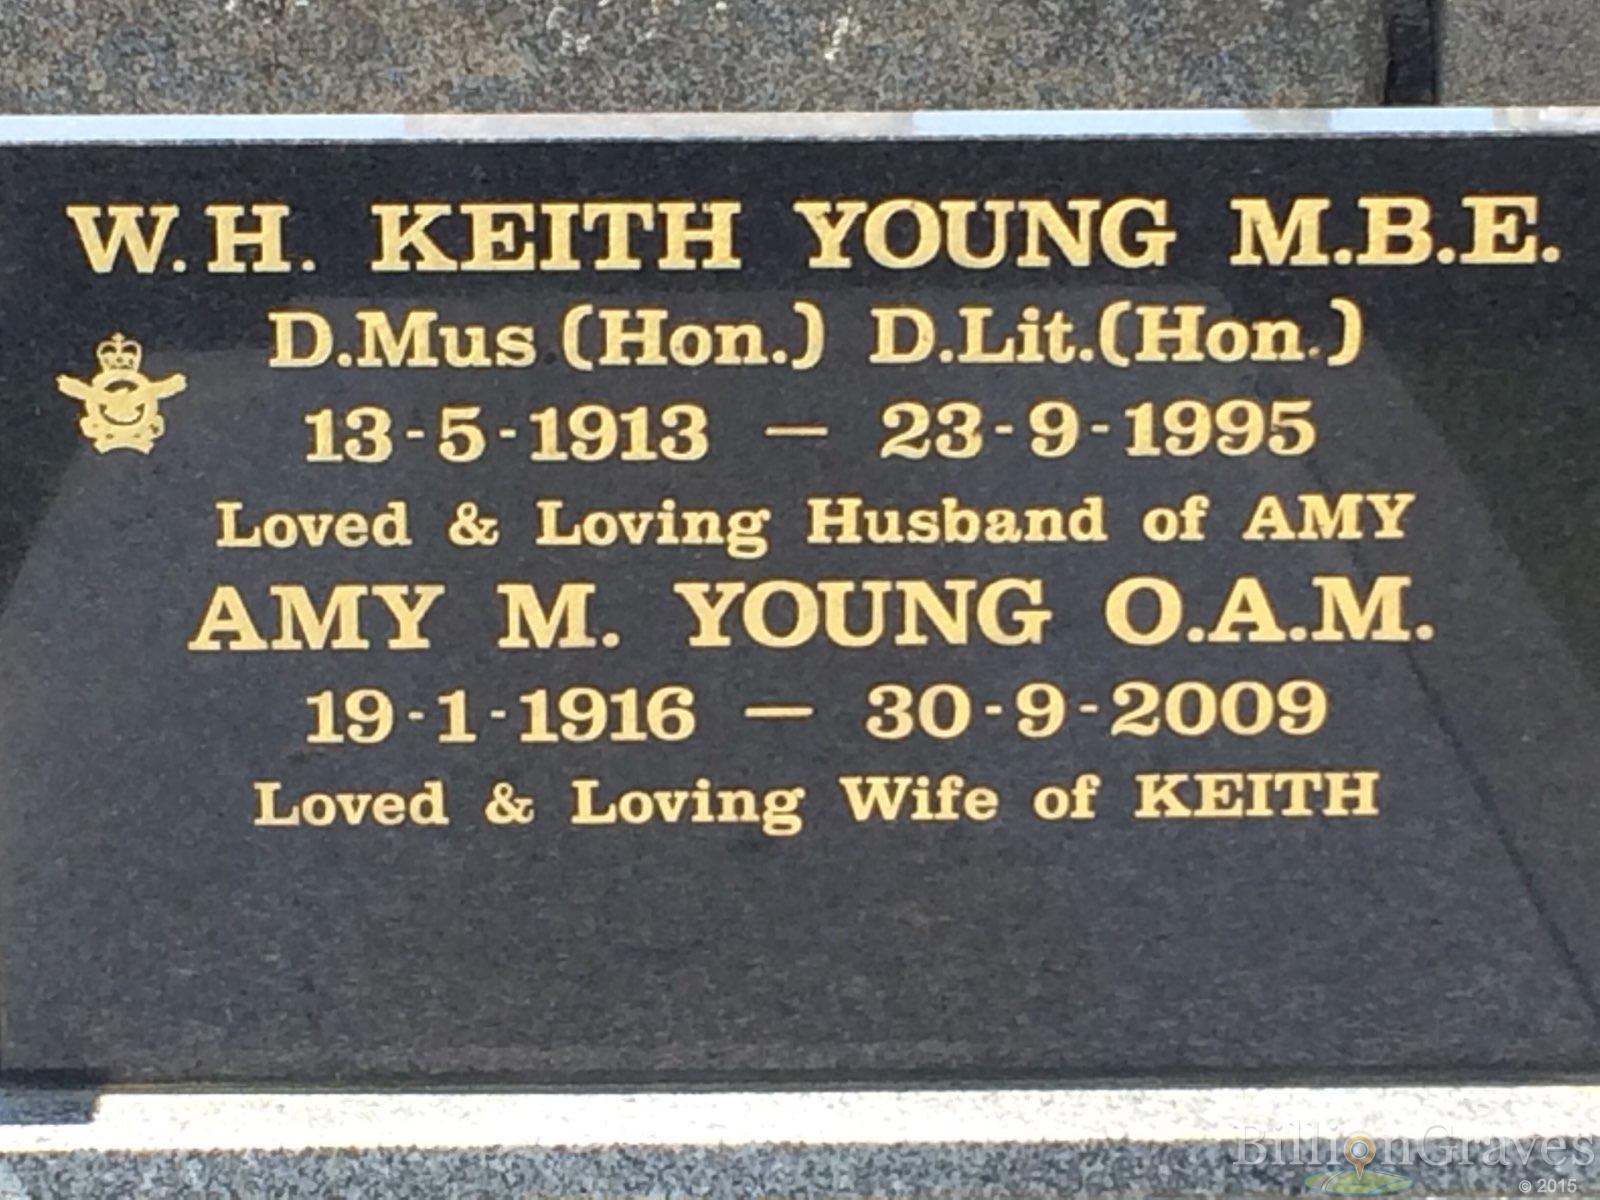 W. H. KEITH YOUNG M.B.E.
D.Mus (Hon.) D.Lit.(Hon.)
13-5-1913 — 23-9-1995
Loved & Loving Husband of AMY
AMY M. YOUNG O.A.M.
19-1-1916 — 30-9-2009
Loved & Loving Wife of KEITH
BillionGraves
© 2015